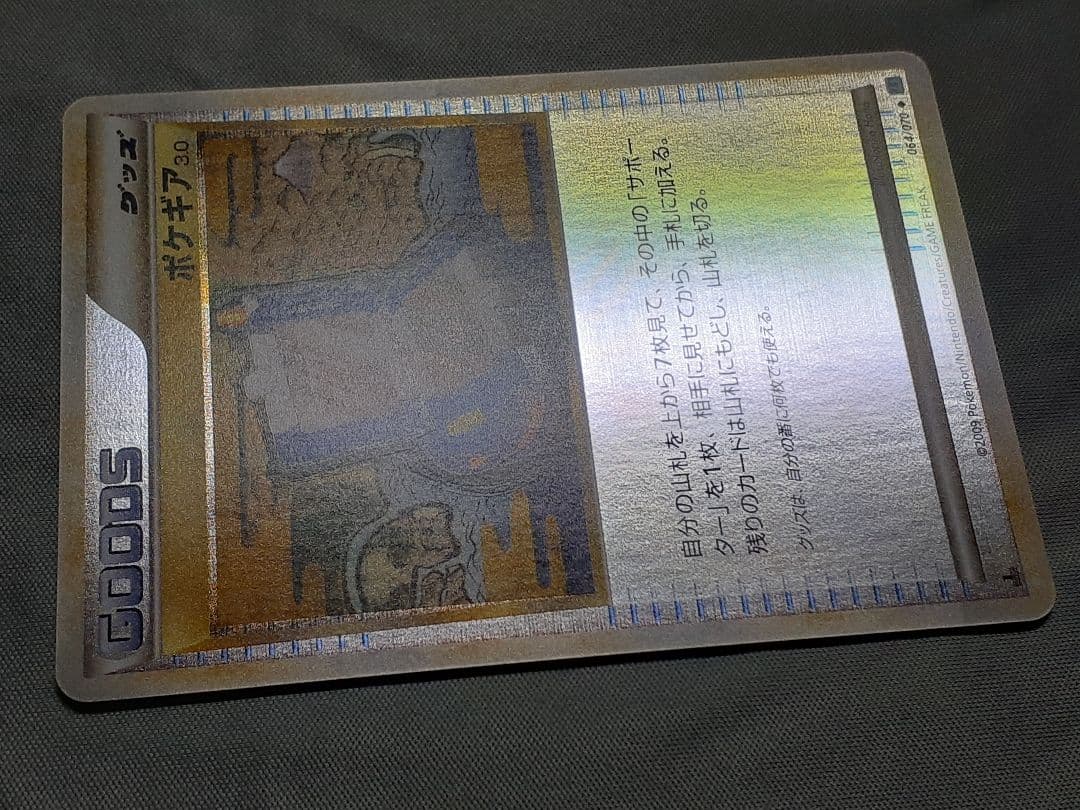 GOODS グッズ
ポケギア3.0
自分の山札を上から7枚見て、その中の「サポー
ター」を1枚、相手に見せてから、手札に加える。
残りのカードは山札にもどし、山札を切る。
グッズは、自分の番に何枚でも使える。
©2009 Pokémon/Nintendo/Creatures/GAME FREAK
064/070